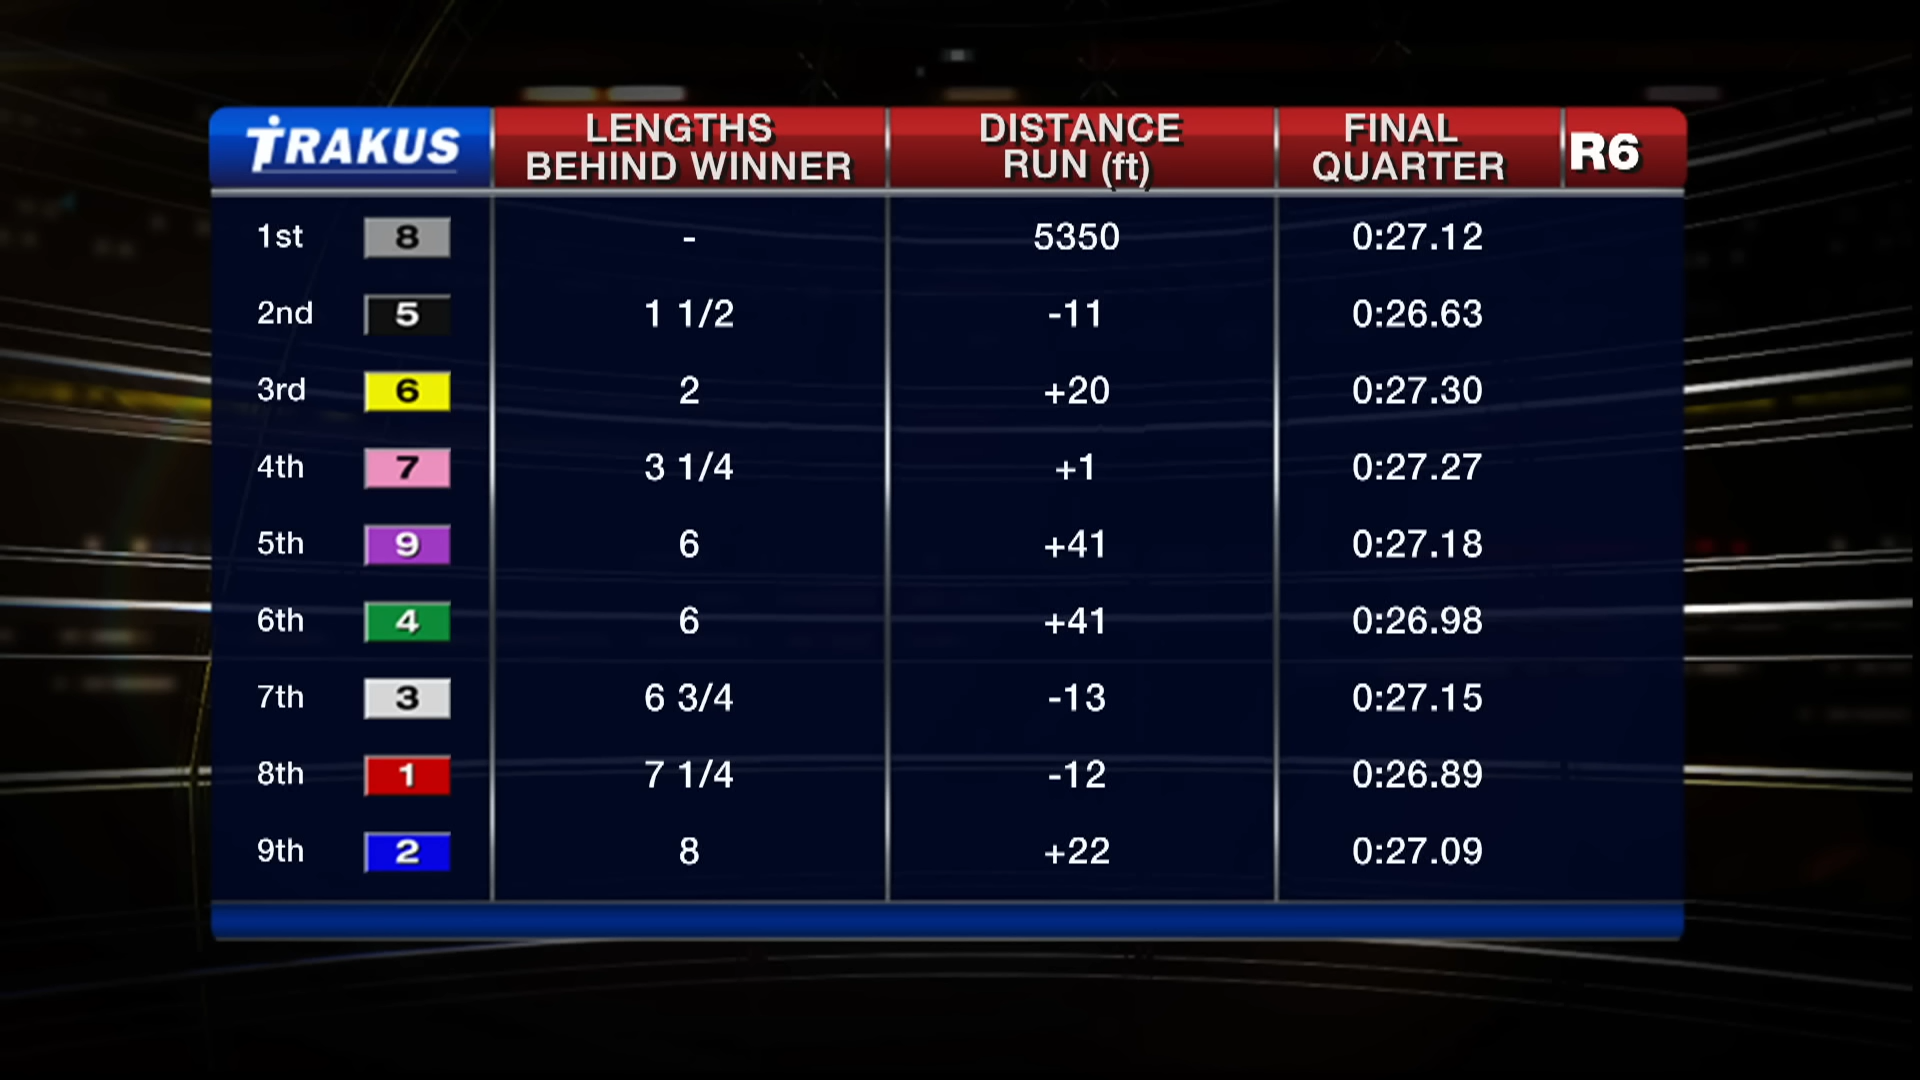 TRAKUS
LENGTHS BEHIND WINNER
DISTANCE RUN (ft)
FINAL QUARTER
R6
1st 8 - 5350 0:27.12
2nd 5 1 1/2 -11 0:26.63
3rd 6 2 +20 0:27.30
4th 7 3 1/4 +1 0:27.27
5th 9 6 +41 0:27.18
6th 4 6 +41 0:26.98
7th 3 6 3/4 -13 0:27.15
8th 1 7 1/4 -12 0:26.89
9th 2 8 +22 0:27.09